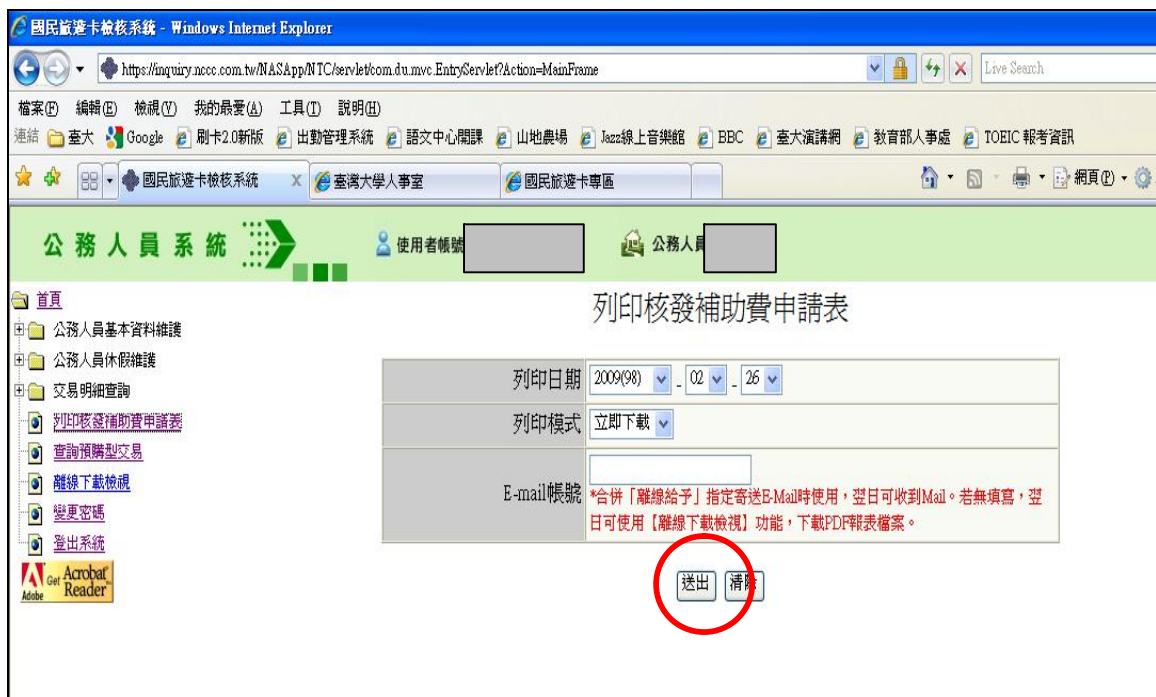 國民旅遊卡檢核系統 - Windows Internet Explorer
https://inquiry.nccc.com.tw/NASApp/NTC/servlet/com.du.mvc.EntryServlet?Action=MainFrame
Live Search
檔案(F) 編輯(E) 檢視(V) 我的最愛(A) 工具(T) 說明(H)
連結 臺大 Google 刷卡2.0新版 出勤管理系統 語文中心開課 山地農場 Jazz線上音樂館 BBC 臺大演講網 教育部人事處 TOEIC 報考資訊
國民旅遊卡檢核系統 X 臺灣大學人事室 國民旅遊卡專區 網頁(P)
公務人員系統 使用者帳號 公務人員
首頁
公務人員基本資料維護
公務人員休假維護
交易明細查詢
列印核發補助費申請表
查詢預購型交易
離線下載檢視
變更密碼
登出系統
Adobe Get Acrobat Reader
列印核發補助費申請表
列印日期 2009(98) - 02 - 26
列印模式 立即下載
E-mail帳號
*合併「離線給予」指定寄送E-Mail時使用，翌日可收到Mail。若無填寫，翌
日可使用【離線下載檢視】功能，下載PDF報表檔案。
送出 清除